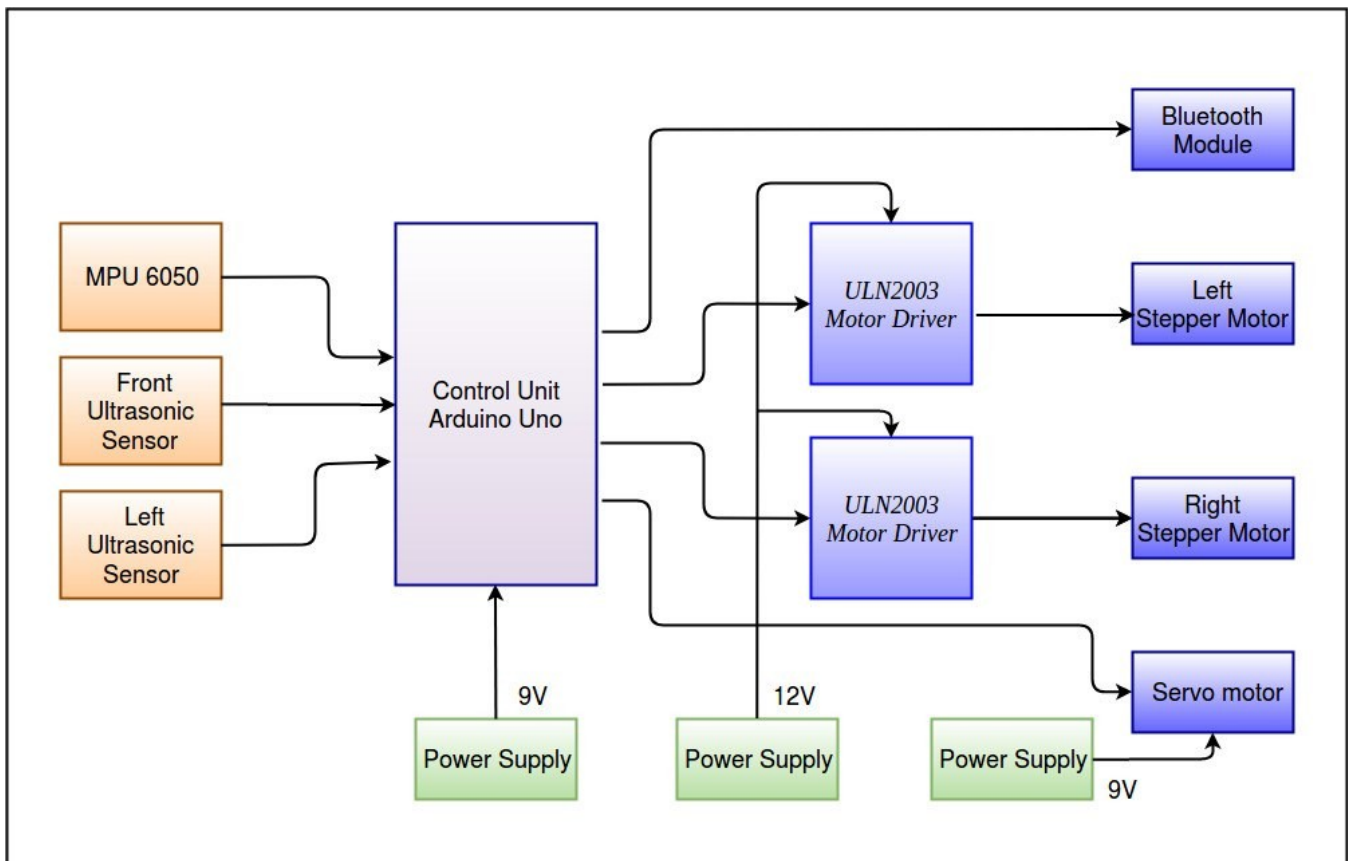 Bluetooth
Module
MPU 6050
ULN2003
Motor Driver
Left
Stepper Motor
Front
Ultrasonic
Sensor
Control Unit
Arduino Uno
Left
Ultrasonic
Sensor
ULN2003
Motor Driver
Right
Stepper Motor
9V
12V
Servo motor
Power Supply
Power Supply
Power Supply
9V